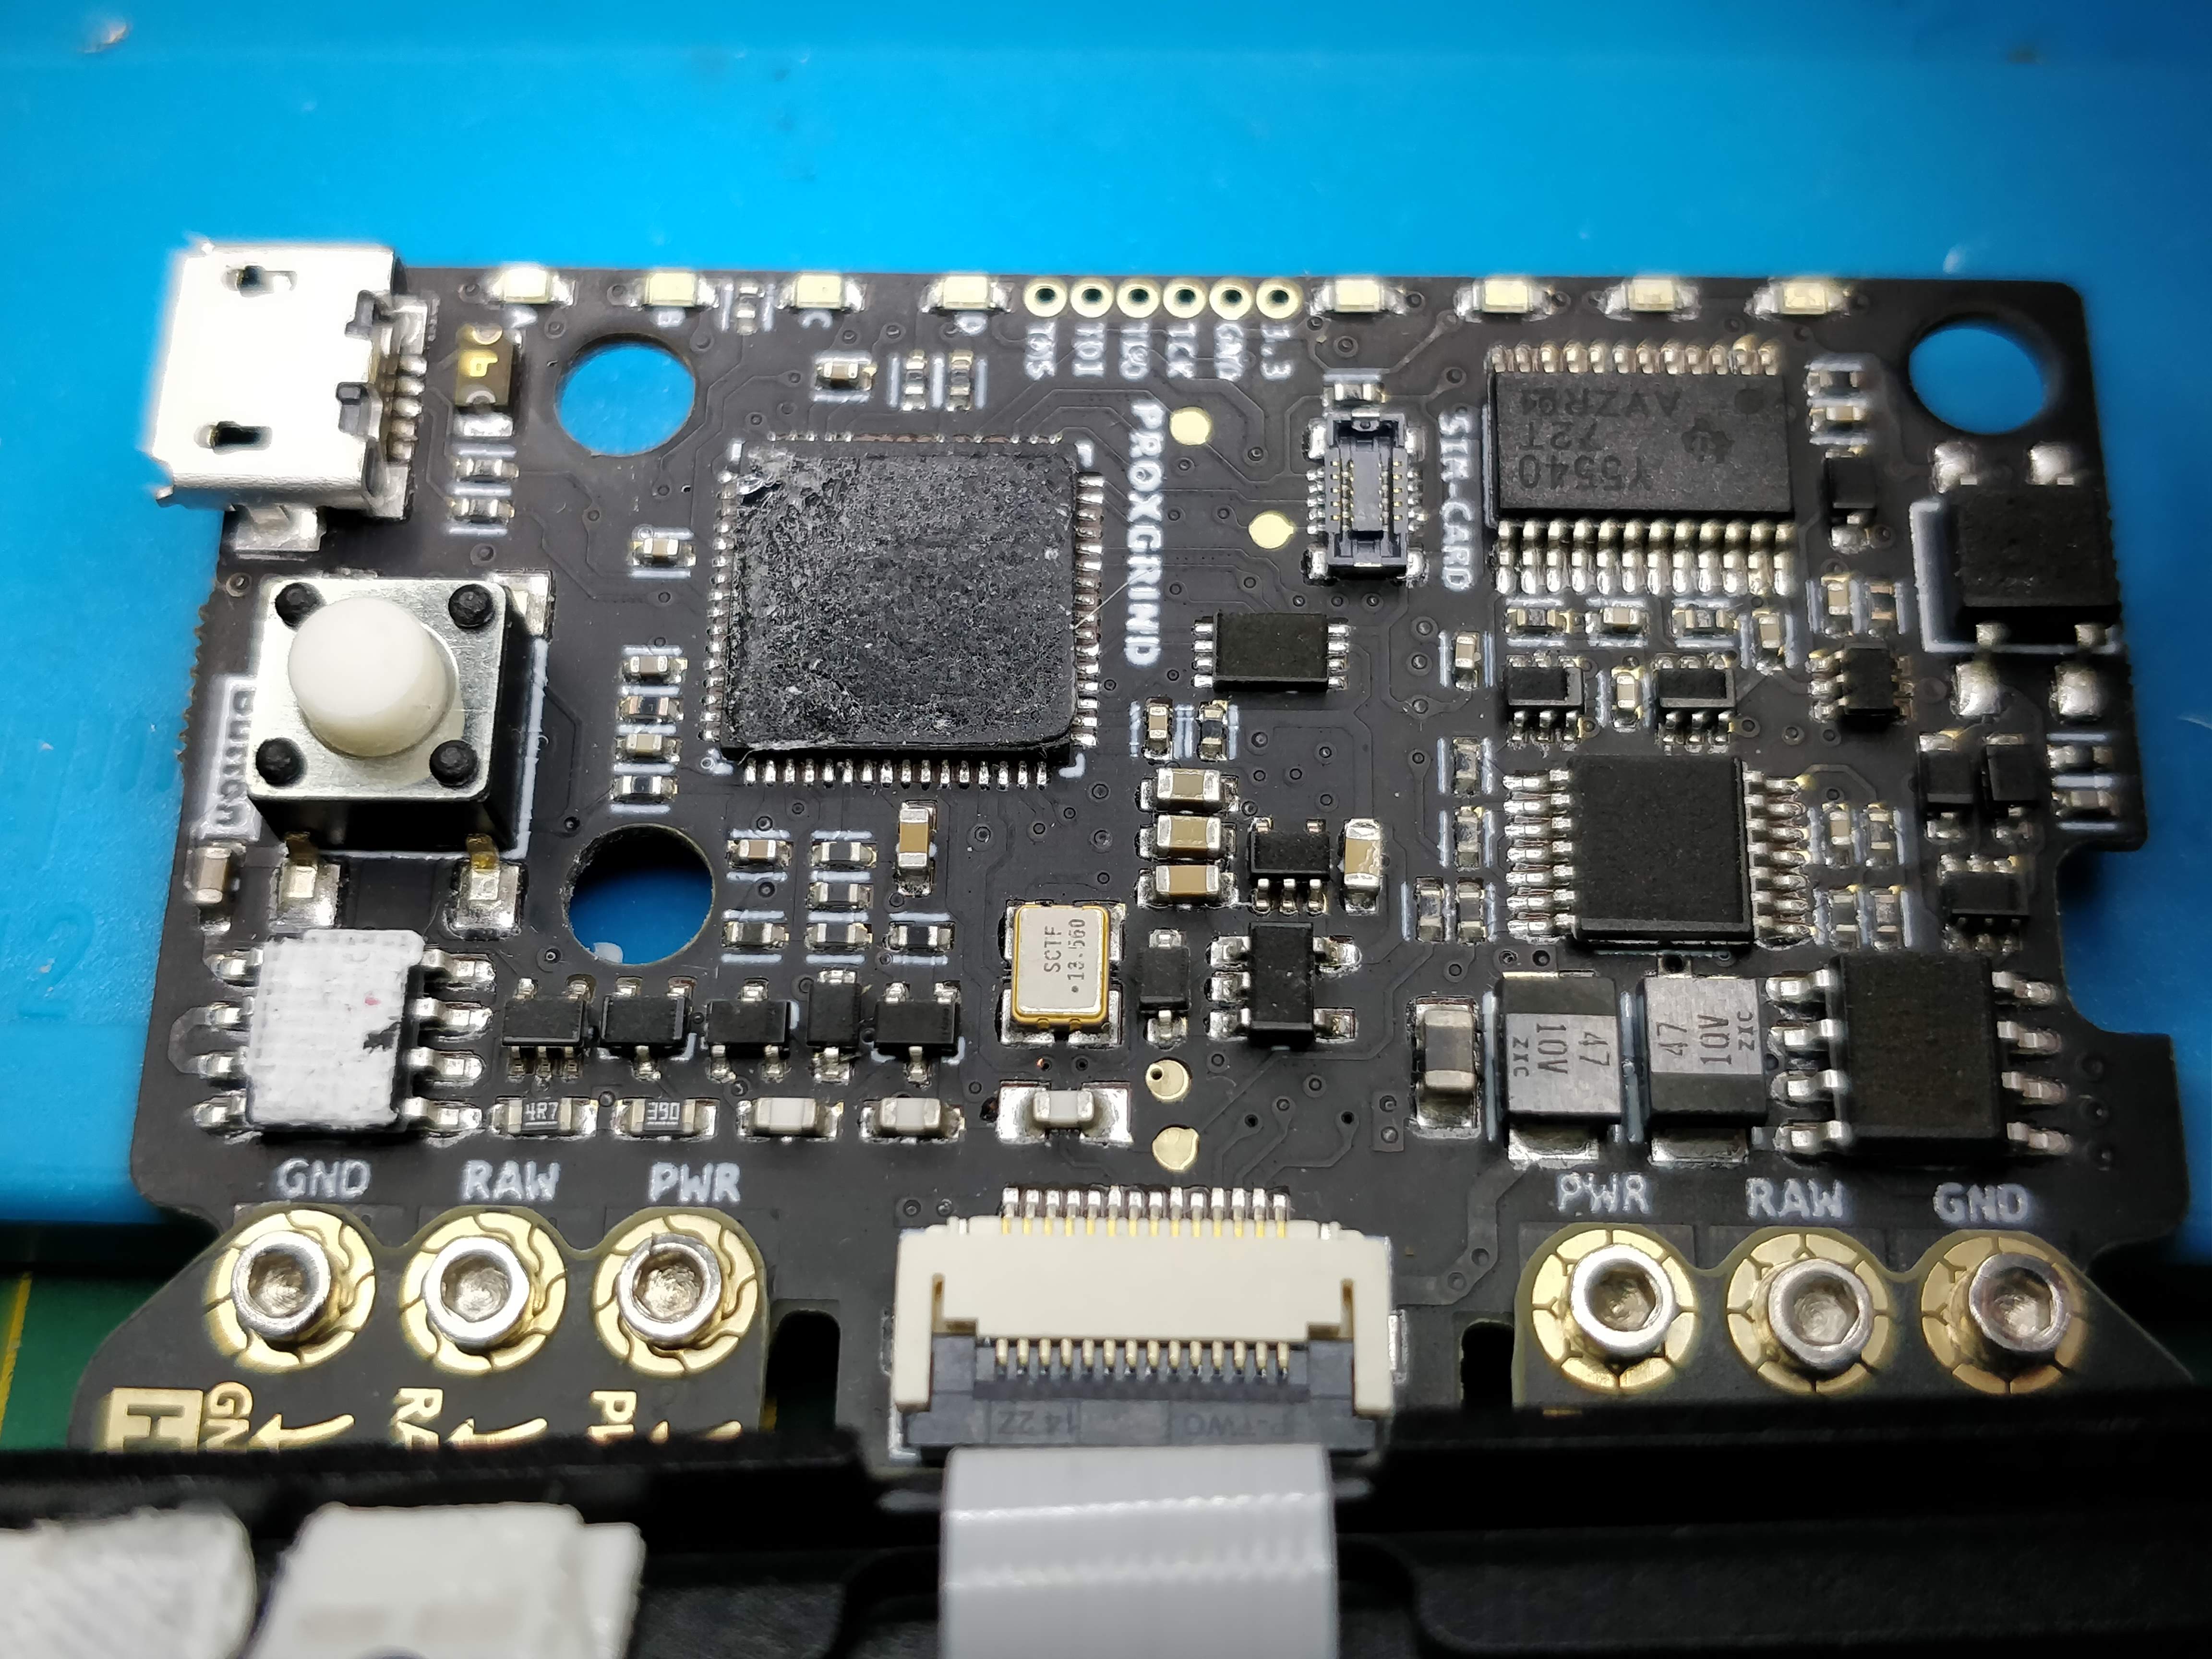 A
B
C
D
TMS
TDI
TDO
TCK
GND
3.3
PROXGRIND
SIM-CARD
Y5540
72T
AVZR04
Button
SCTF
13.560
47
10V
ZXC
47
10V
ZXC
4R7
390
GND RAW PWR
PWR RAW GND